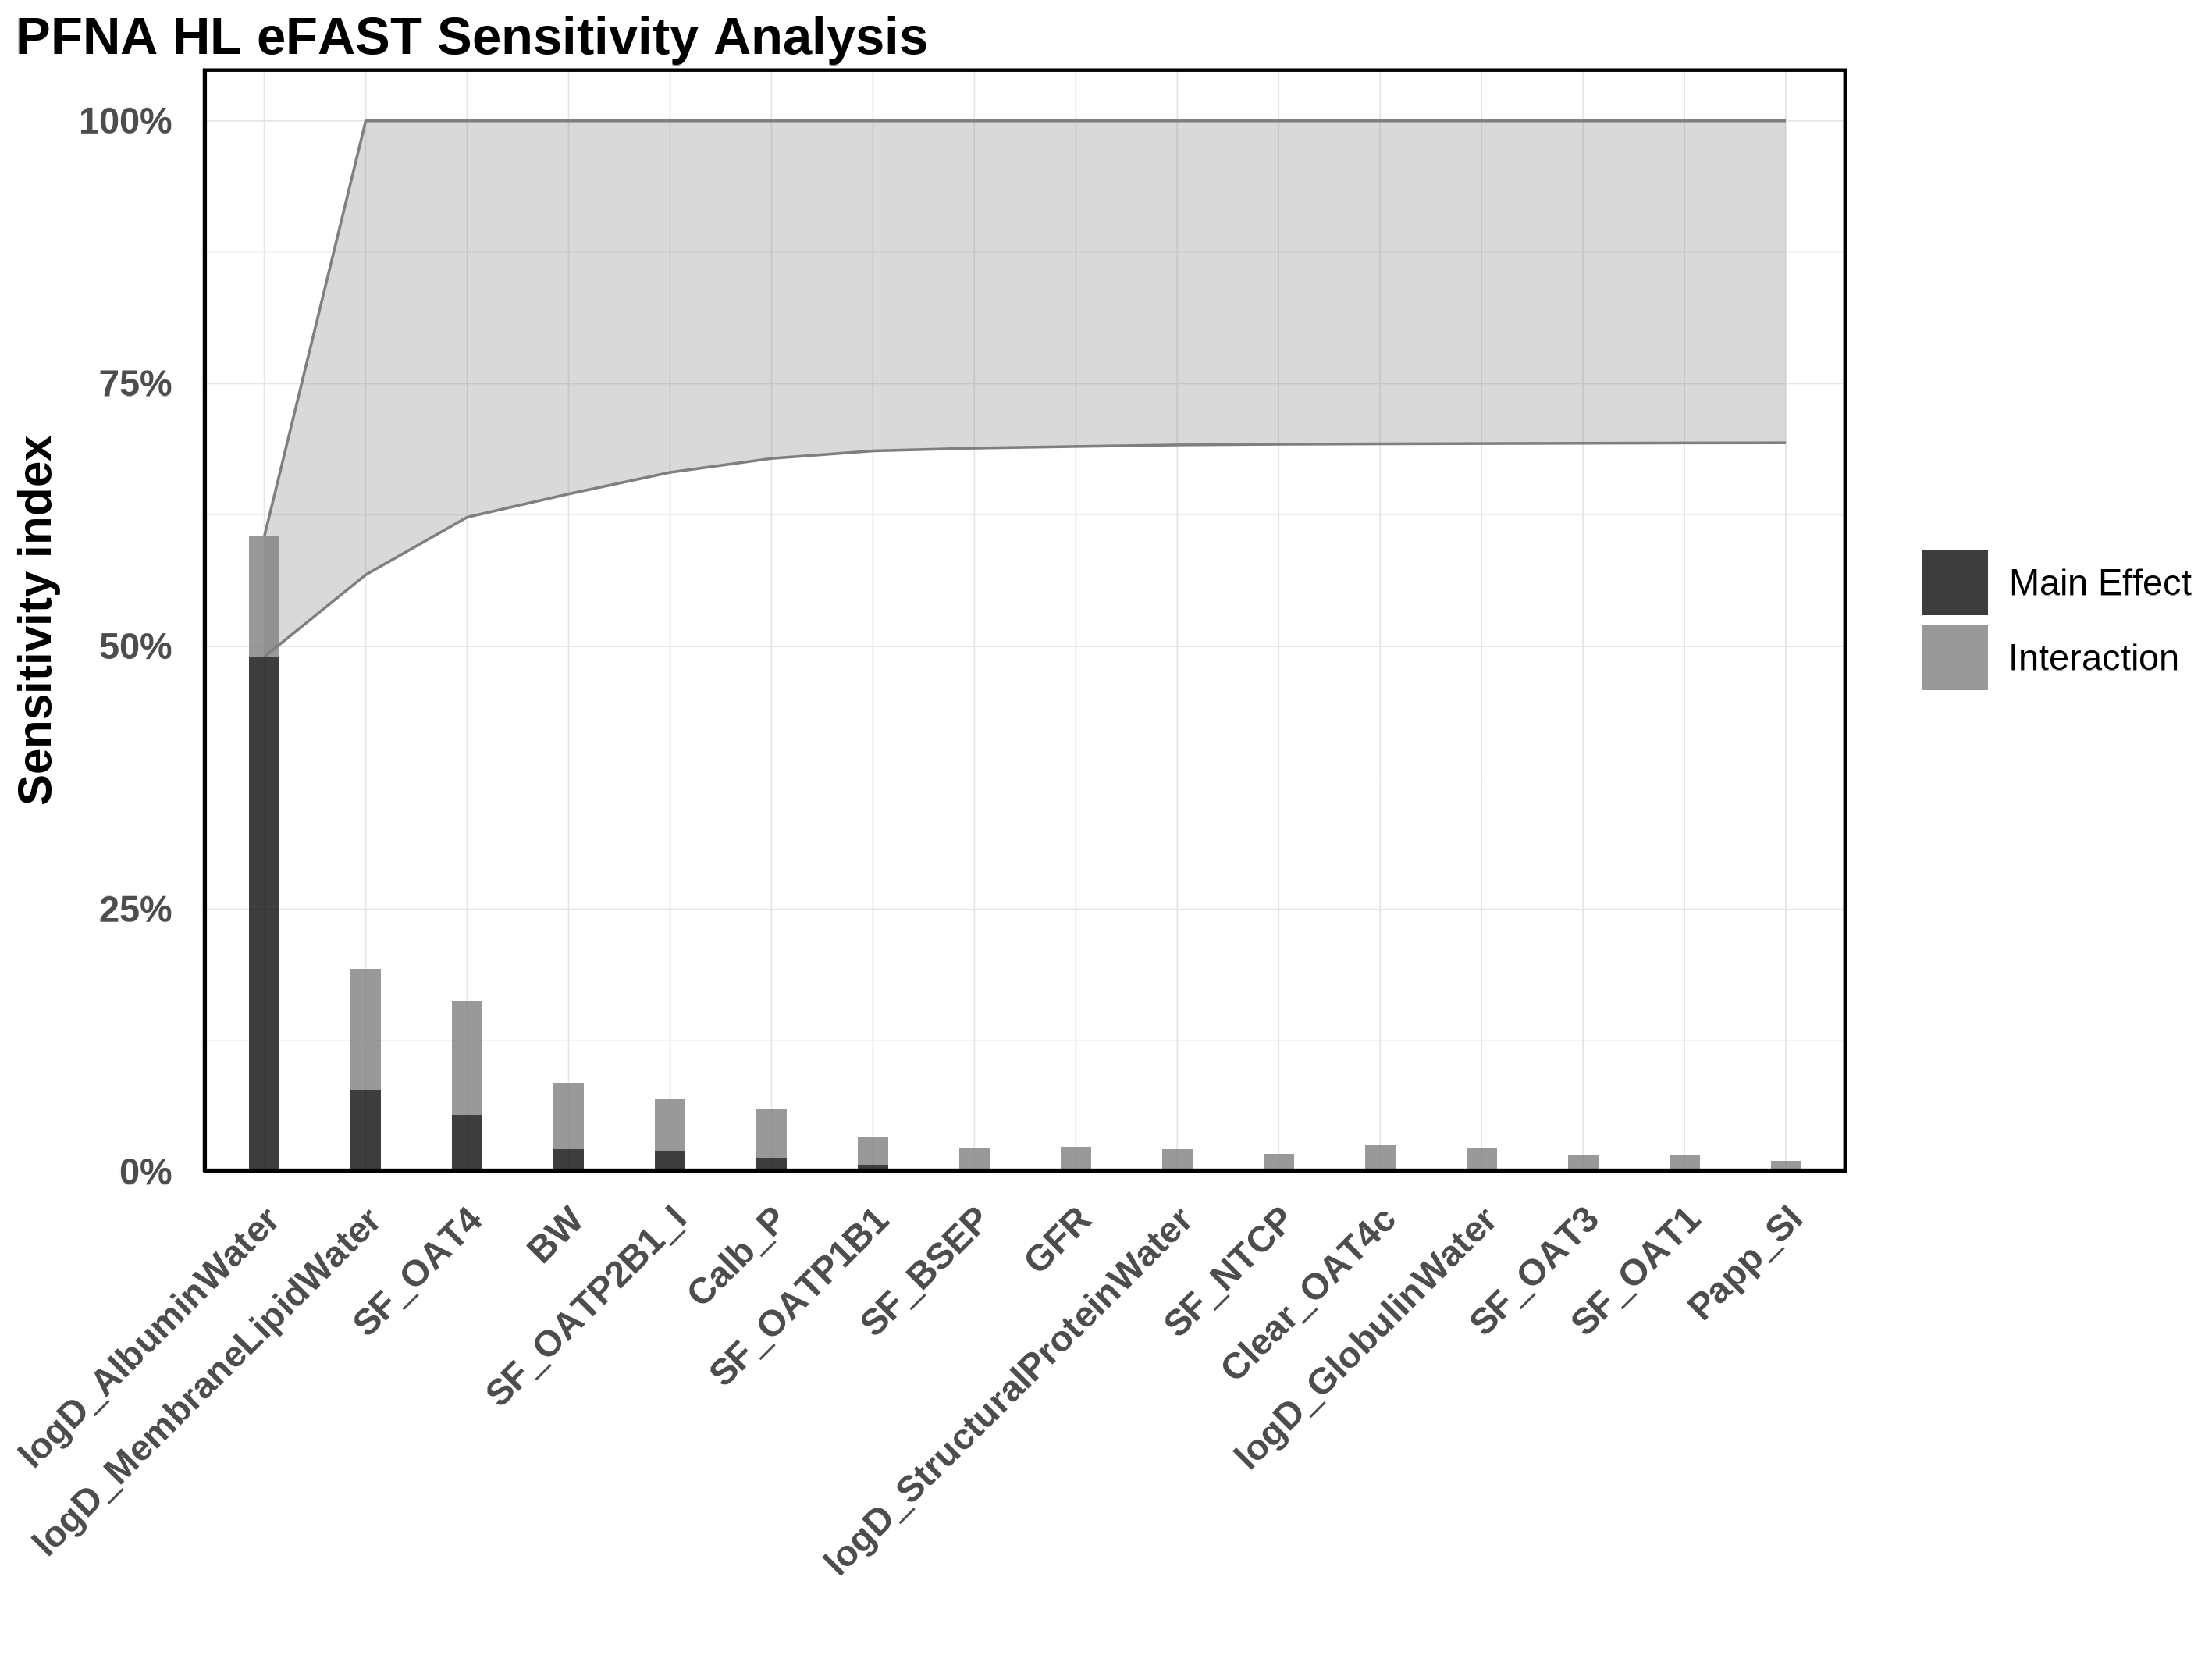 PFNA HL eFAST Sensitivity Analysis
Sensitivity index
100%
75%
50%
25%
0%
logD_AlbuminWater
logD_MembraneLipidWater
SF_OAT4
BW
SF_OATP2B1_I
Calb_P
SF_OATP1B1
SF_BSEP
GFR
logD_StructuralProteinWater
SF_NTCP
Clear_OAT4c
logD_GlobulinWater
SF_OAT3
SF_OAT1
Papp_SI
Main Effect
Interaction